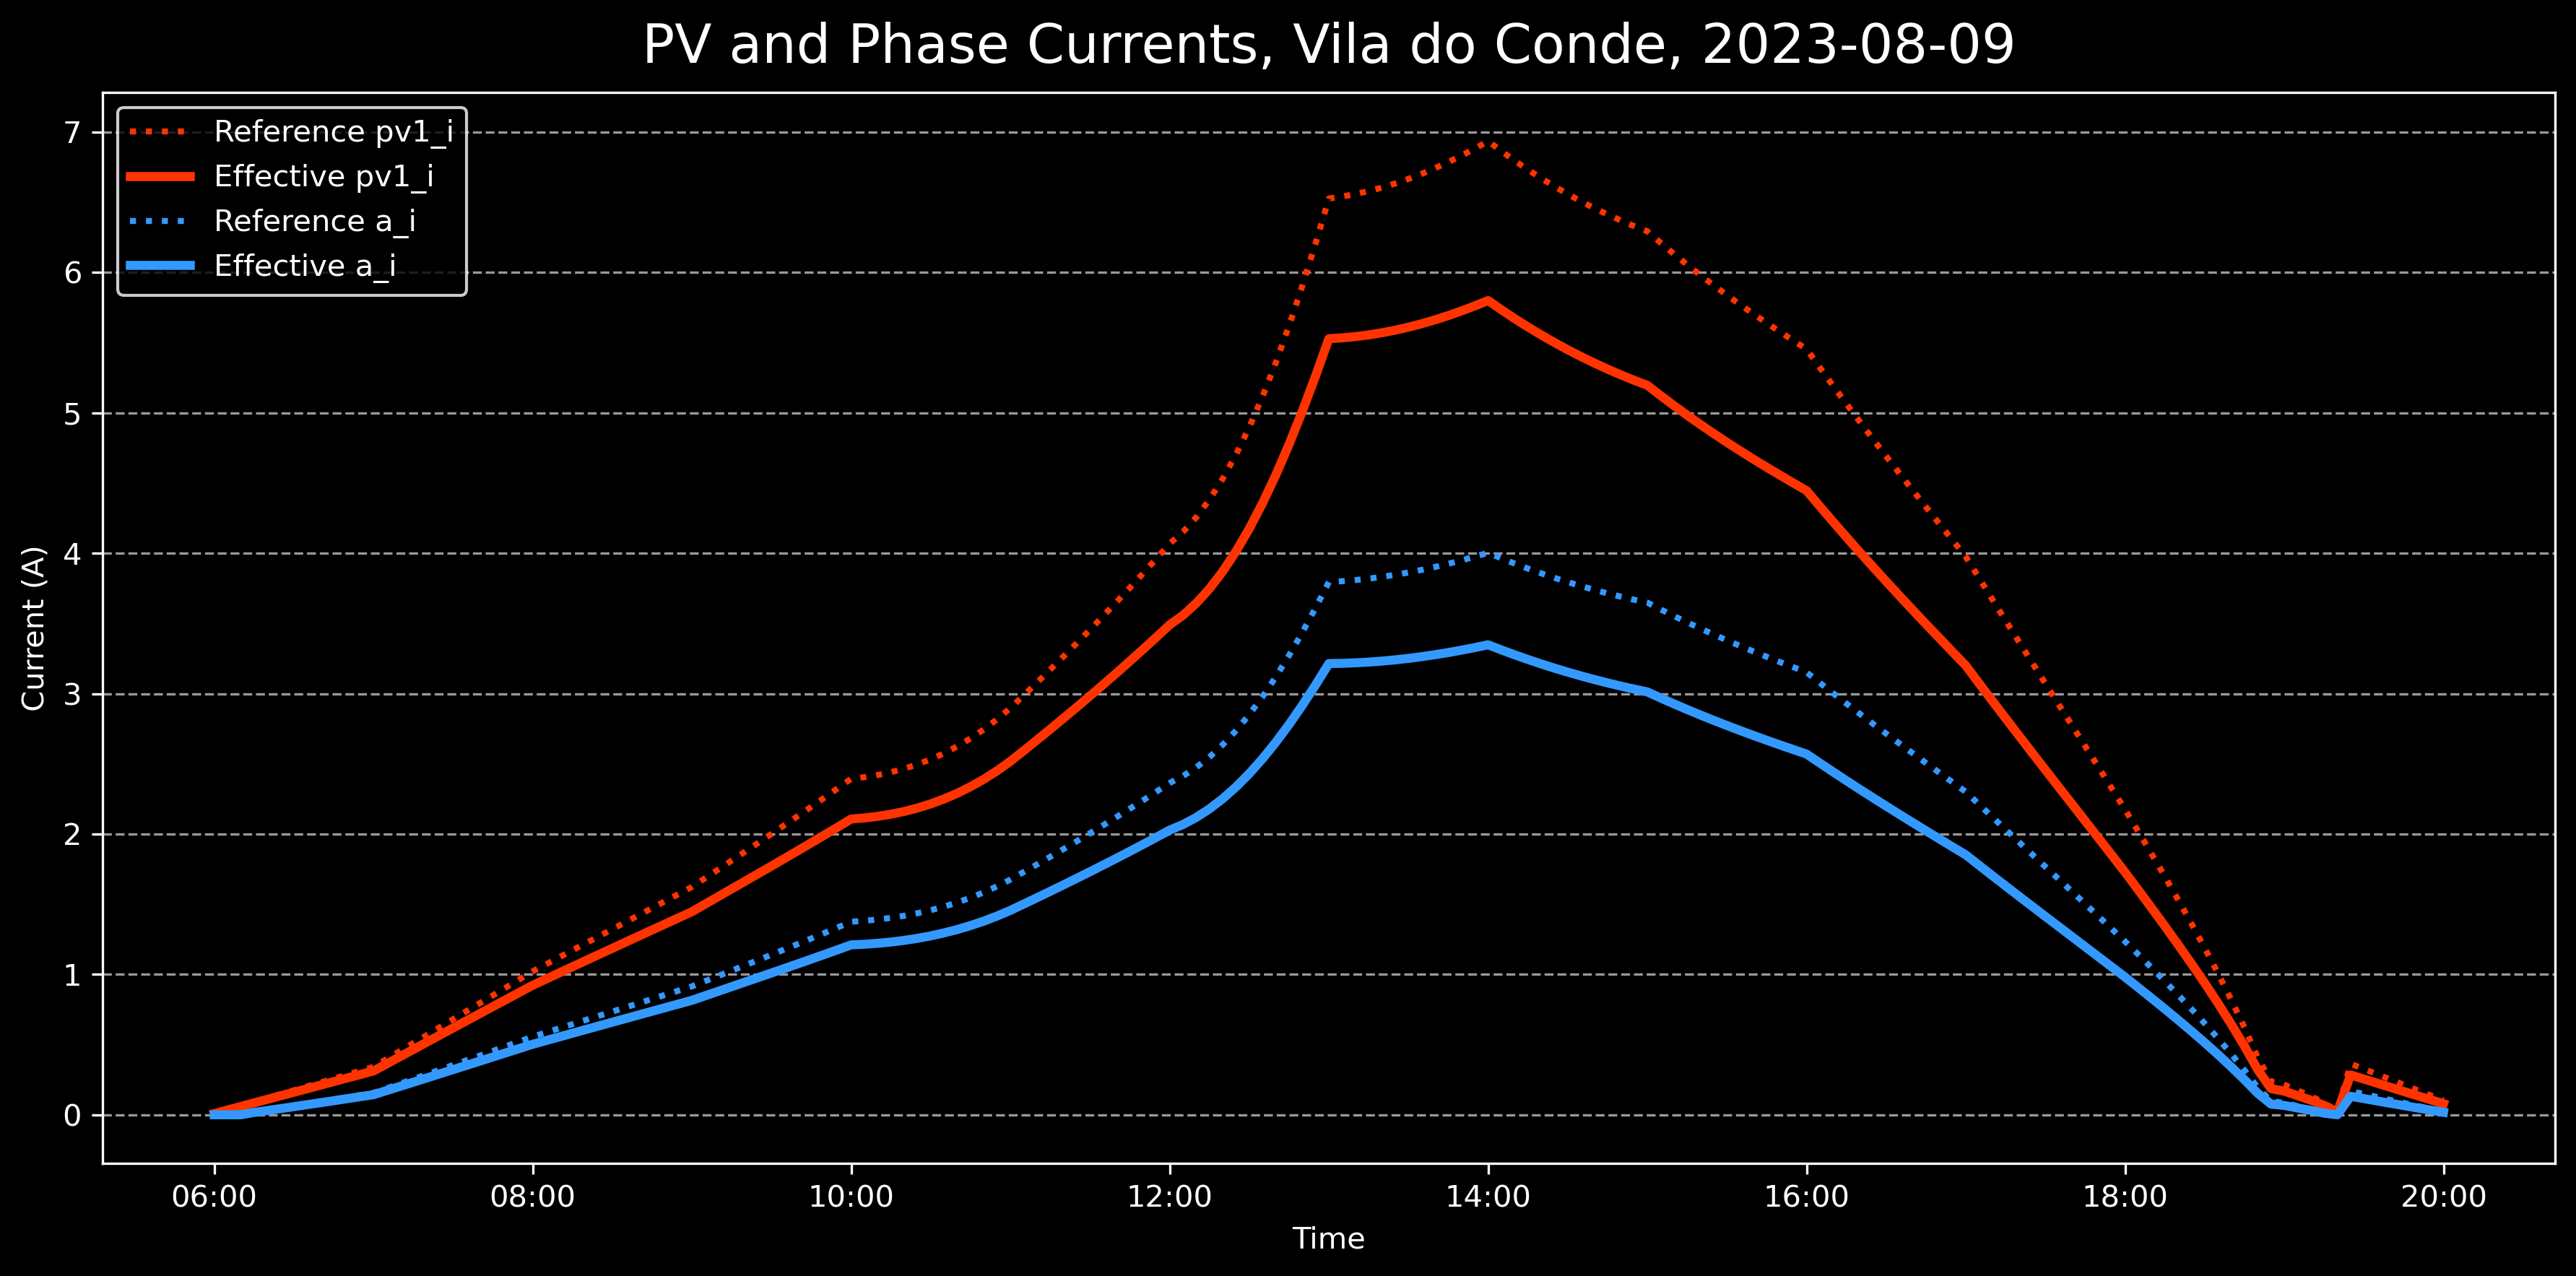 PV and Phase Currents, Vila do Conde, 2023-08-09
Reference pv1_i
Effective pv1_i
Reference a_i
Effective a_i
Current (A)
7
6
5
4
3
2
1
0
06:00 08:00 10:00 12:00 14:00 16:00 18:00 20:00
Time